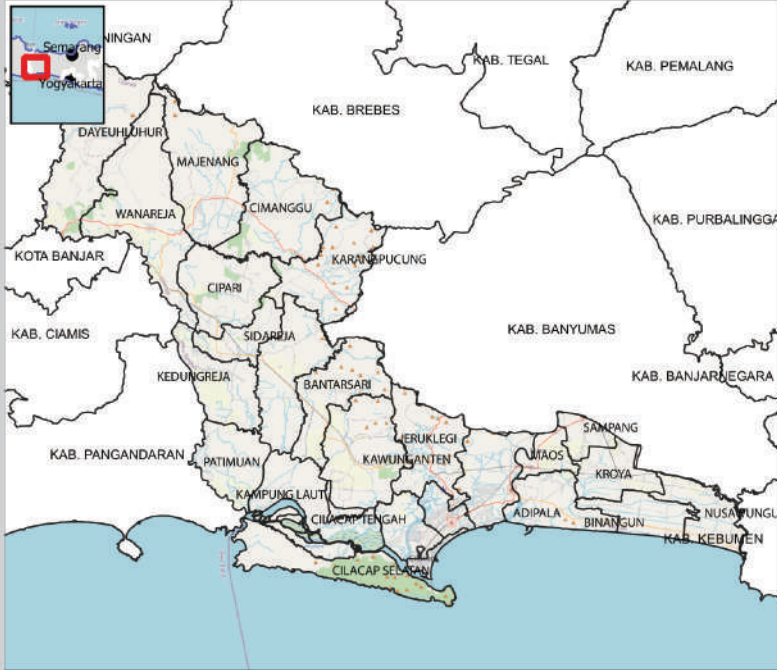 Semarang
Yogyakarta
NINGAN
KAB. TEGAL
KAB. PEMALANG
KAB. BREBES
DAYEUHLUHUR
MAJENANG
WANAREJA
CIMANGGU
KAB. PURBALINGGA
KOTA BANJAR
KARANGPUCUNG
CIPARI
KAB. CIAMIS
SIDAREJA
KAB. BANYUMAS
KEDUNGREJA
BANTARSARI
KAB. BANJARNEGARA
SAMPANG
JERUKLEGI
KAB. PANGANDARAN
PATIMUAN
KAWUNGANTEN
MAOS
KROYA
KAMPUNG LAUT
CILACAP TENGAH
ADIPALA
BINANGUN
NUSAWUNGU
KAB. KEBUMEN
CILACAP SELATAN